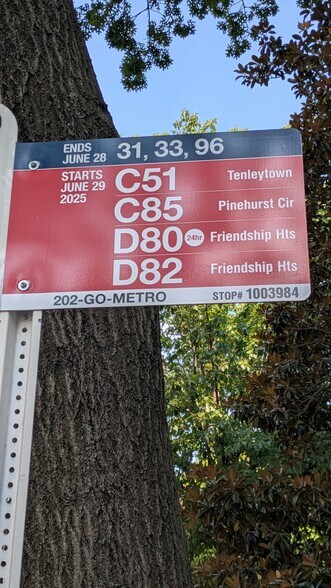 ENDS JUNE 28 31, 33, 96
STARTS JUNE 29 2025
C51 Tenleytown
C85 Pinehurst Cir
D80 24hr Friendship Hts
D82 Friendship Hts
202-GO-METRO STOP# 1003984